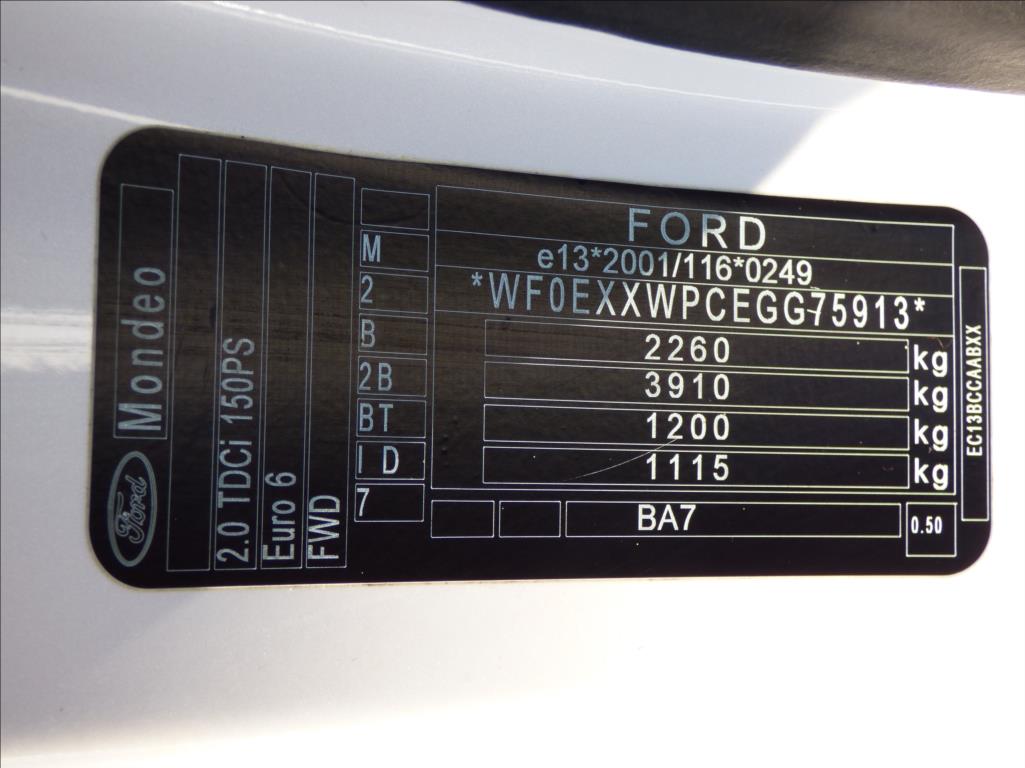 FORD
e13*2001/116*0249
*WF0EXXWPCEGG75913*
2260 kg
3910 kg
1200 kg
1115 kg
BA7
0.50
M
2
B
2B
BT
I D
7
Ford
Mondeo
2.0 TDCi 150PS
Euro 6
FWD
EC13BCCAABXX